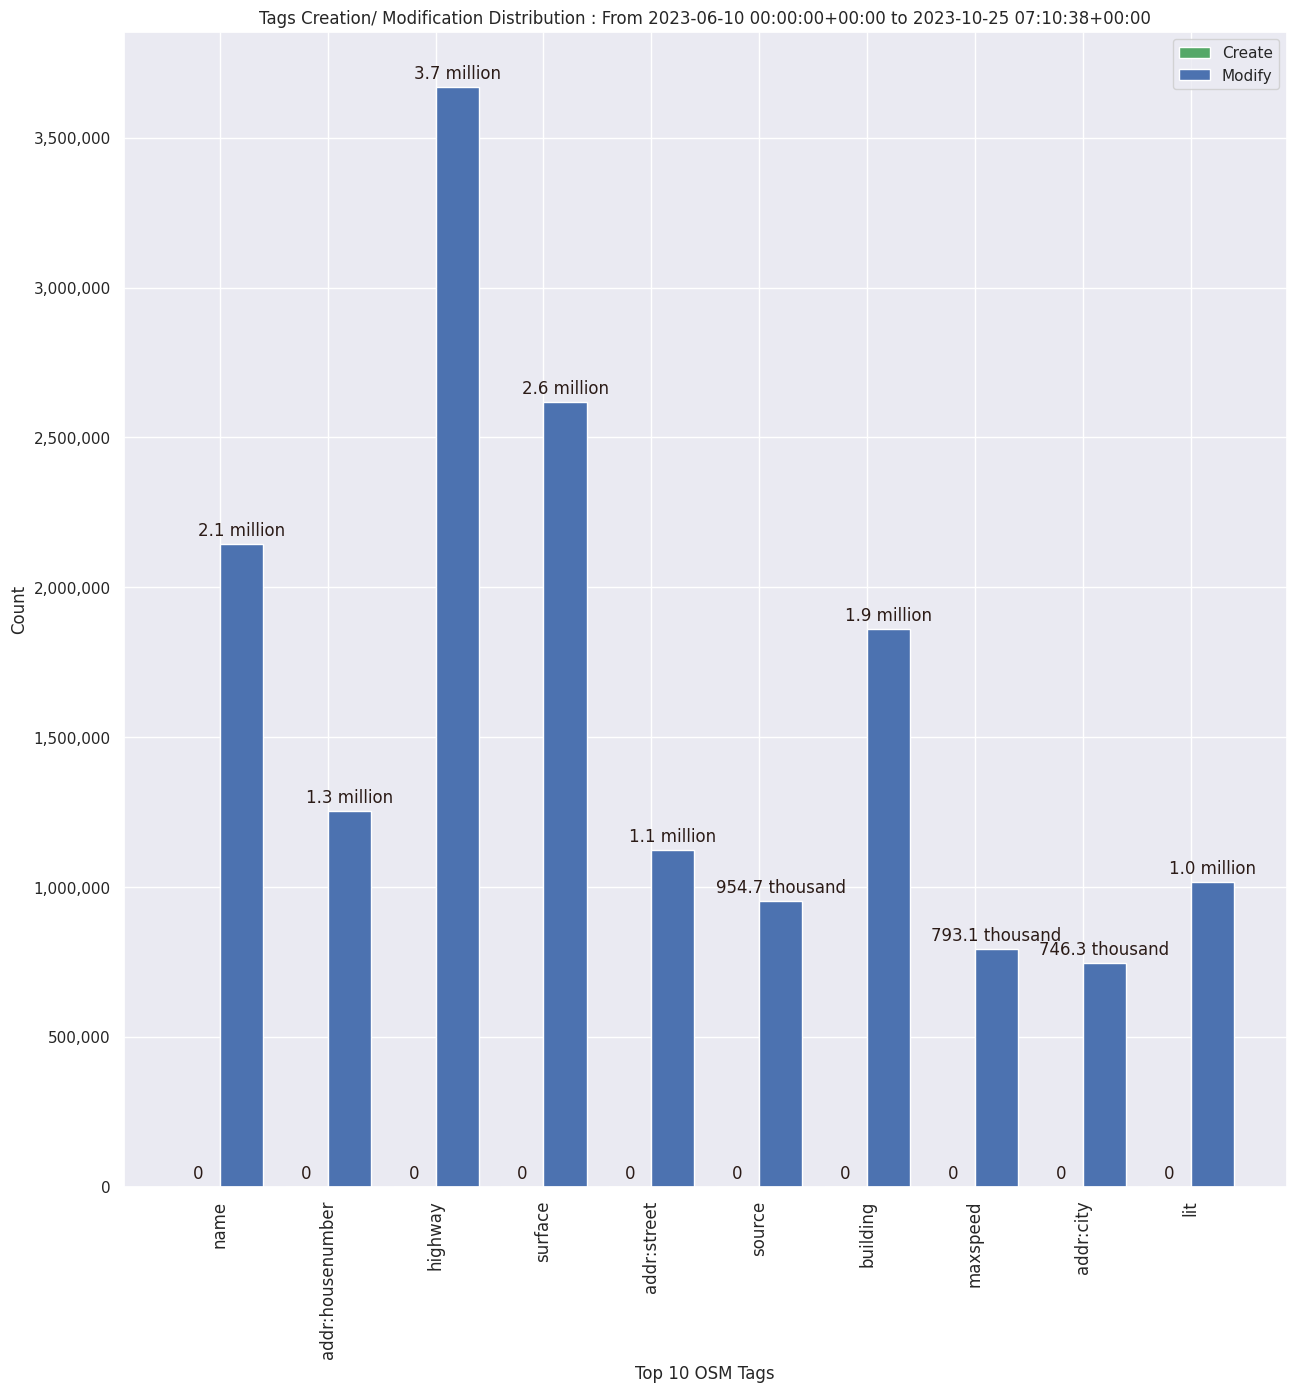 Tags Creation/ Modification Distribution : From 2023-06-10 00:00:00+00:00 to 2023-10-25 07:10:38+00:00
Create
Modify
3.7 million
3,500,000
3,000,000
2.6 million
2,500,000
2.1 million
2,000,000
1.9 million
1,500,000
1.3 million
1.1 million
1.0 million
1,000,000
954.7 thousand
793.1 thousand
746.3 thousand
500,000
0 0 0 0 0 0 0 0 0 0
0
Count
name
addr:housenumber
highway
surface
addr:street
source
building
maxspeed
addr:city
lit
Top 10 OSM Tags